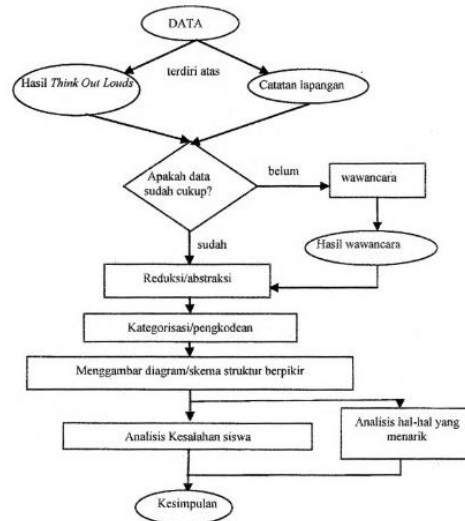 DATA
Hasil Think Out Louds
terdiri atas
Catatan lapangan
Apakah data
sudah cukup?
belum
wawancara
sudah
Hasil wawancara
Reduksi/abstraksi
Kategorisasi/pengkodean
Menggambar diagram/skema struktur berpikir
Analisis Kesalahan siswa
Analisis hal-hal yang
menarik
Kesimpulan